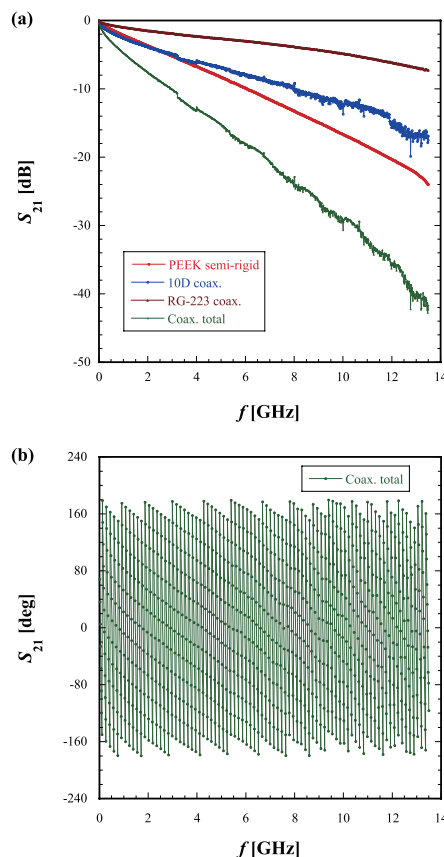 (a)
0
-10
-20
-30
-40
-50
S21 [dB]
PEEK semi-rigid
10D coax.
RG-223 coax.
Coax. total
0 2 4 6 8 10 12 14
f [GHz]
(b)
240
160
80
0
-80
-160
-240
S21 [deg]
Coax. total
0 2 4 6 8 10 12 14
f [GHz]